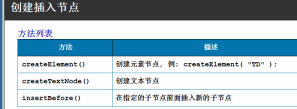 创建插入节点
方法列表
方法 描述
createElement() 创建元素节点, 例: createElement( "TD" );
createTextNode() 创建文本节点
insertBefore() 在指定的子节点前面插入新的子节点